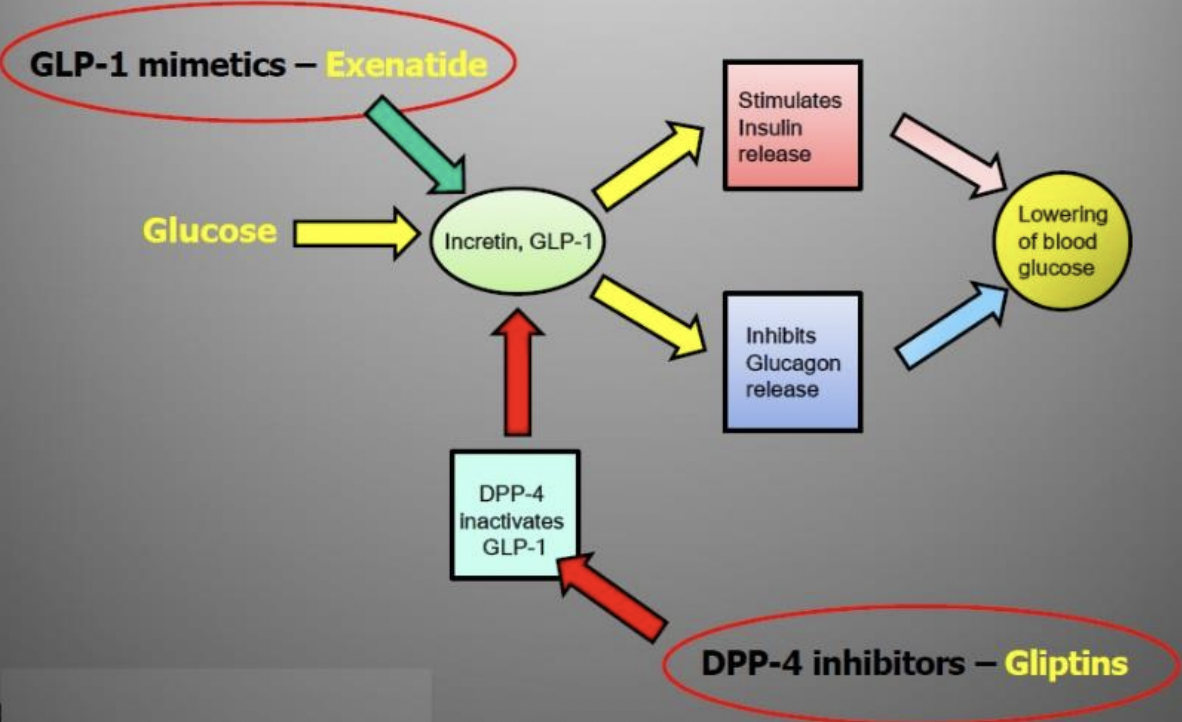 GLP-1 mimetics – Exenatide
Stimulates
Insulin
release
Glucose
Incretin, GLP-1
Lowering
of blood
glucose
Inhibits
Glucagon
release
DPP-4
inactivates
GLP-1
DPP-4 inhibitors – Gliptins